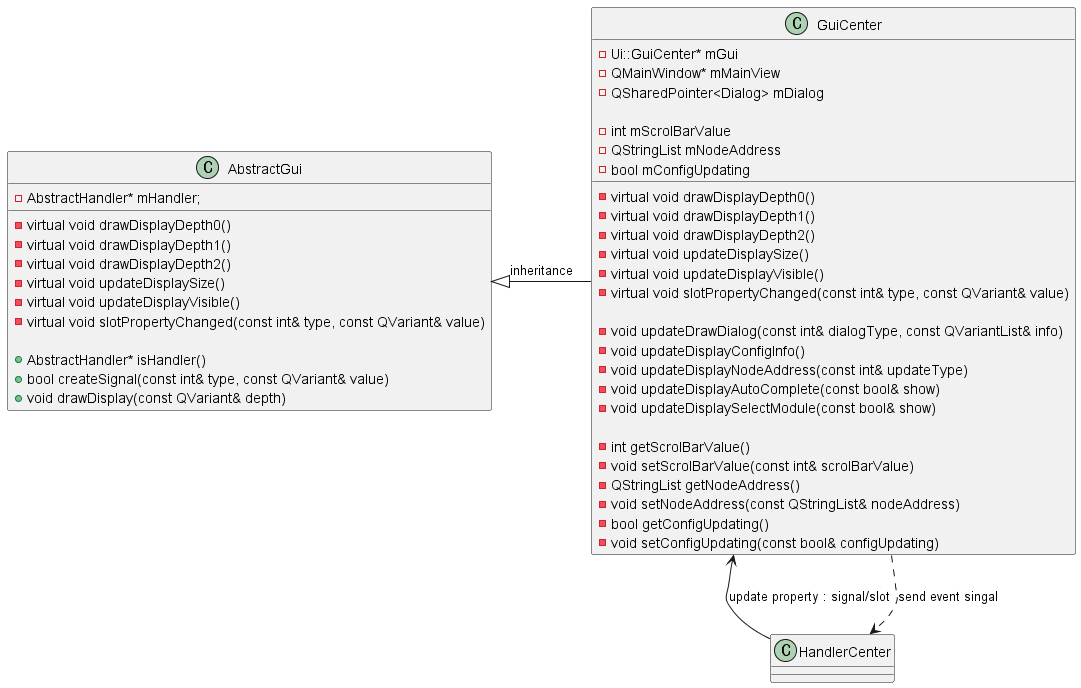 C AbstractGui
AbstractHandler* mHandler;
virtual void drawDisplayDepth0()
virtual void drawDisplayDepth1()
virtual void drawDisplayDepth2()
virtual void updateDisplaySize()
virtual void updateDisplayVisible()
virtual void slotPropertyChanged(const int& type, const QVariant& value)
AbstractHandler* isHandler()
bool createSignal(const int& type, const QVariant& value)
void drawDisplay(const QVariant& depth)
inheritance
C GuiCenter
Ui::GuiCenter* mGui
QMainWindow* mMainView
QSharedPointer<Dialog> mDialog
int mScrolBarValue
QStringList mNodeAddress
bool mConfigUpdating
virtual void drawDisplayDepth0()
virtual void drawDisplayDepth1()
virtual void drawDisplayDepth2()
virtual void updateDisplaySize()
virtual void updateDisplayVisible()
virtual void slotPropertyChanged(const int& type, const QVariant& value)
void updateDrawDialog(const int& dialogType, const QVariantList& info)
void updateDisplayConfigInfo()
void updateDisplayNodeAddress(const int& updateType)
void updateDisplayAutoComplete(const bool& show)
void updateDisplaySelectModule(const bool& show)
int getScrolBarValue()
void setScrolBarValue(const int& scrolBarValue)
QStringList getNodeAddress()
void setNodeAddress(const QStringList& nodeAddress)
bool getConfigUpdating()
void setConfigUpdating(const bool& configUpdating)
update property : signal/slot
send event singal
C HandlerCenter